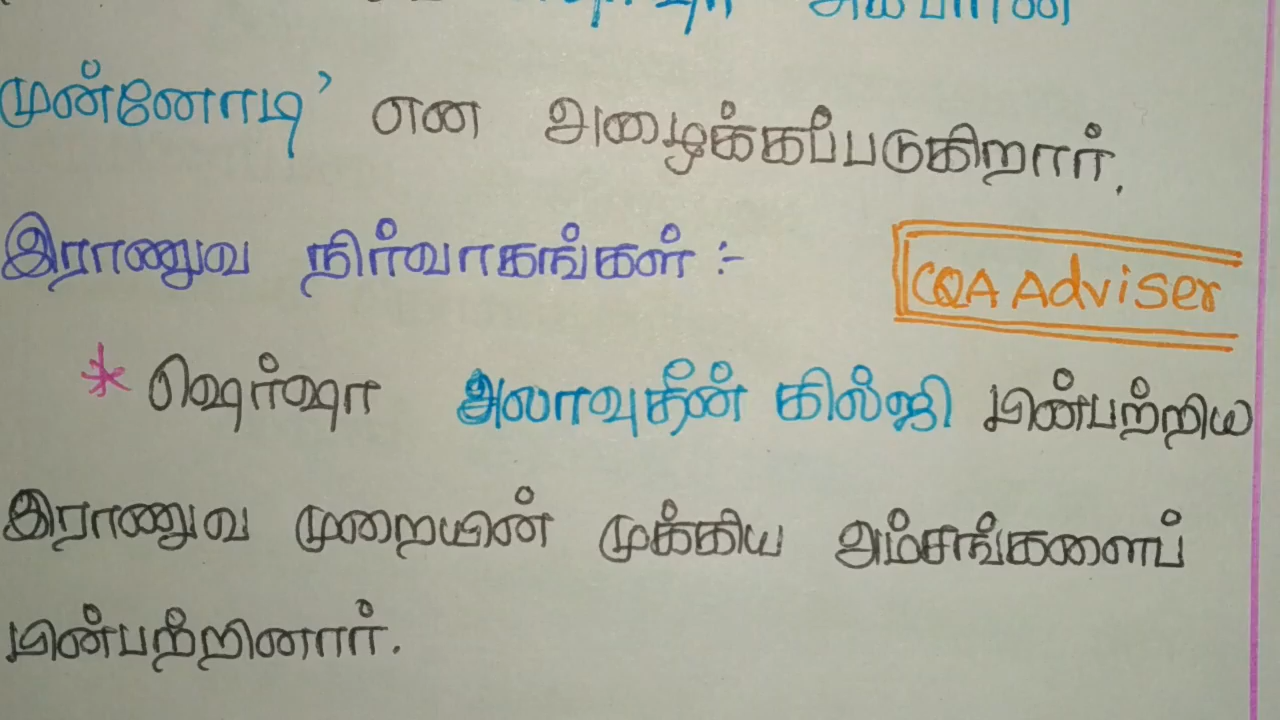 முன்னோடி’ என அழைக்கப்படுகிறார்.
இராணுவ நிர்வாகங்கள் :-
CQA Adviser
* ஷெர்ஷா அலாவுதீன் கில்ஜி பின்பற்றிய
இராணுவ முறையின் முக்கிய அம்சங்களைப்
பின்பற்றினார்.